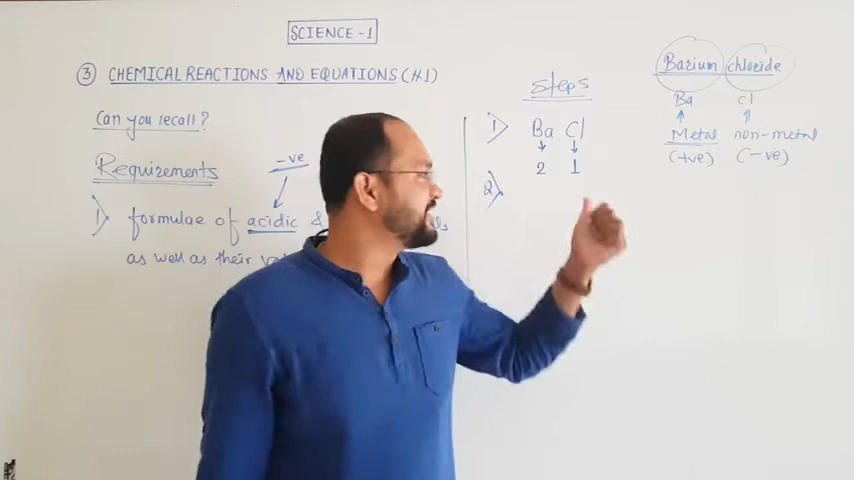 SCIENCE-1
③ CHEMICAL REACTIONS AND EQUATIONS (#1)
Can you recall?
Requirements
-ve
1> formulae of acidic &
as well as their
Steps
1> Ba Cl
2 1
2>
Barium chloride
Ba Cl
Metal non-metal
(+ve) (-ve)